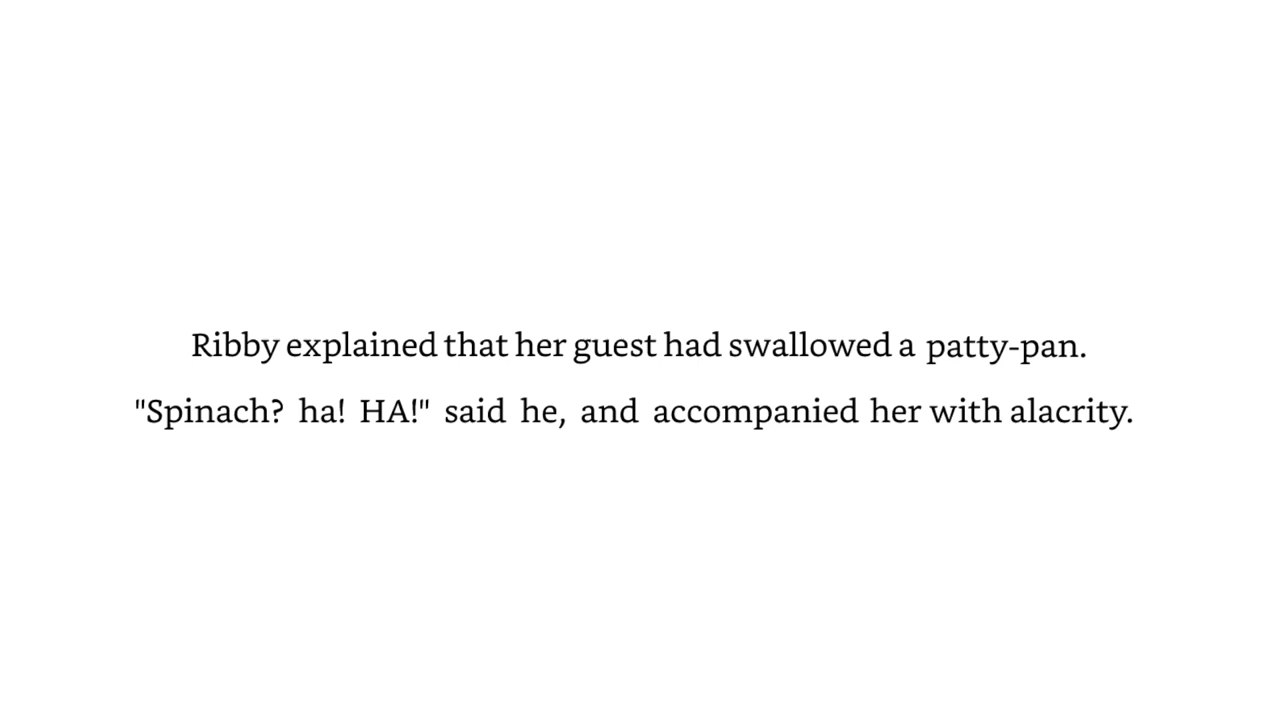 Ribby explained that her guest had swallowed a patty-pan.
"Spinach? ha! HA!" said he, and accompanied her with alacrity.